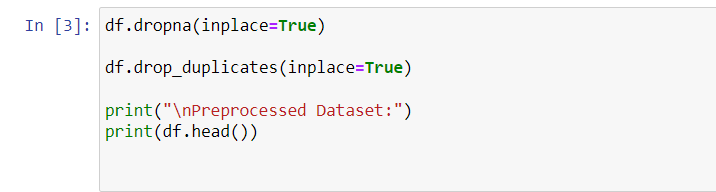 In [3]: df.dropna(inplace=True)
df.drop_duplicates(inplace=True)
print("\nPreprocessed Dataset:")
print(df.head())